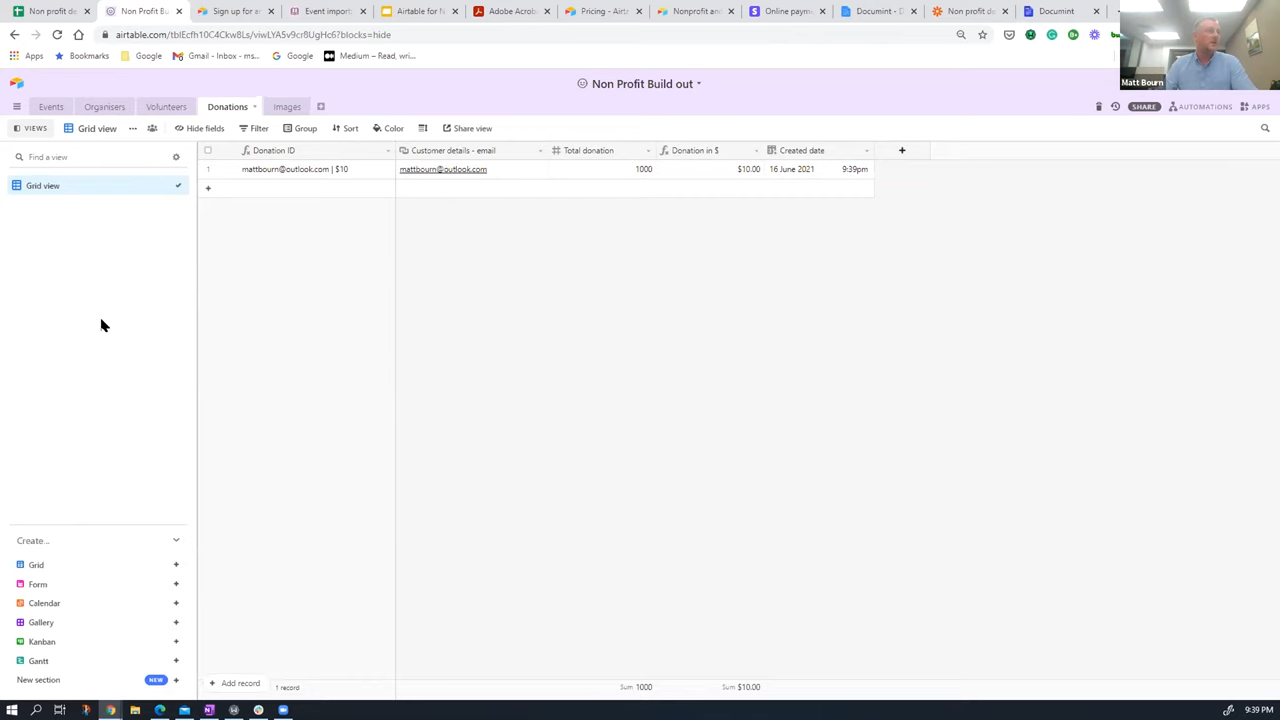 Non profit de
Non Profit Bu
Sign up for a
Event import
Airtable for N
Adobe Acrob
Pricing - Airt
Nonprofit an
Online paym
Documint - D
Non profit de
Documint
airtable.com/tblEcfh10C4Ckw8Ls/viwLYA5v9cr8UgHc6?blocks=hide
Apps
Bookmarks
Google
Gmail - Inbox - ms...
Google
Medium – Read, wri...
Matt Bourn
Non Profit Build out
Events
Organisers
Volunteers
Donations
Images
SHARE
AUTOMATIONS
APPS
VIEWS
Grid view
Hide fields
Filter
Group
Sort
Color
Share view
Find a view
Grid view
Donation ID
Customer details - email
Total donation
Donation in $
Created date
1
mattbourn@outlook.com | $10
mattbourn@outlook.com
1000
$10.00
16 June 2021
9:39pm
Create...
Grid
Form
Calendar
Gallery
Kanban
Gantt
New section
NEW
Add record
1 record
Sum 1000
Sum $10.00
9:39 PM